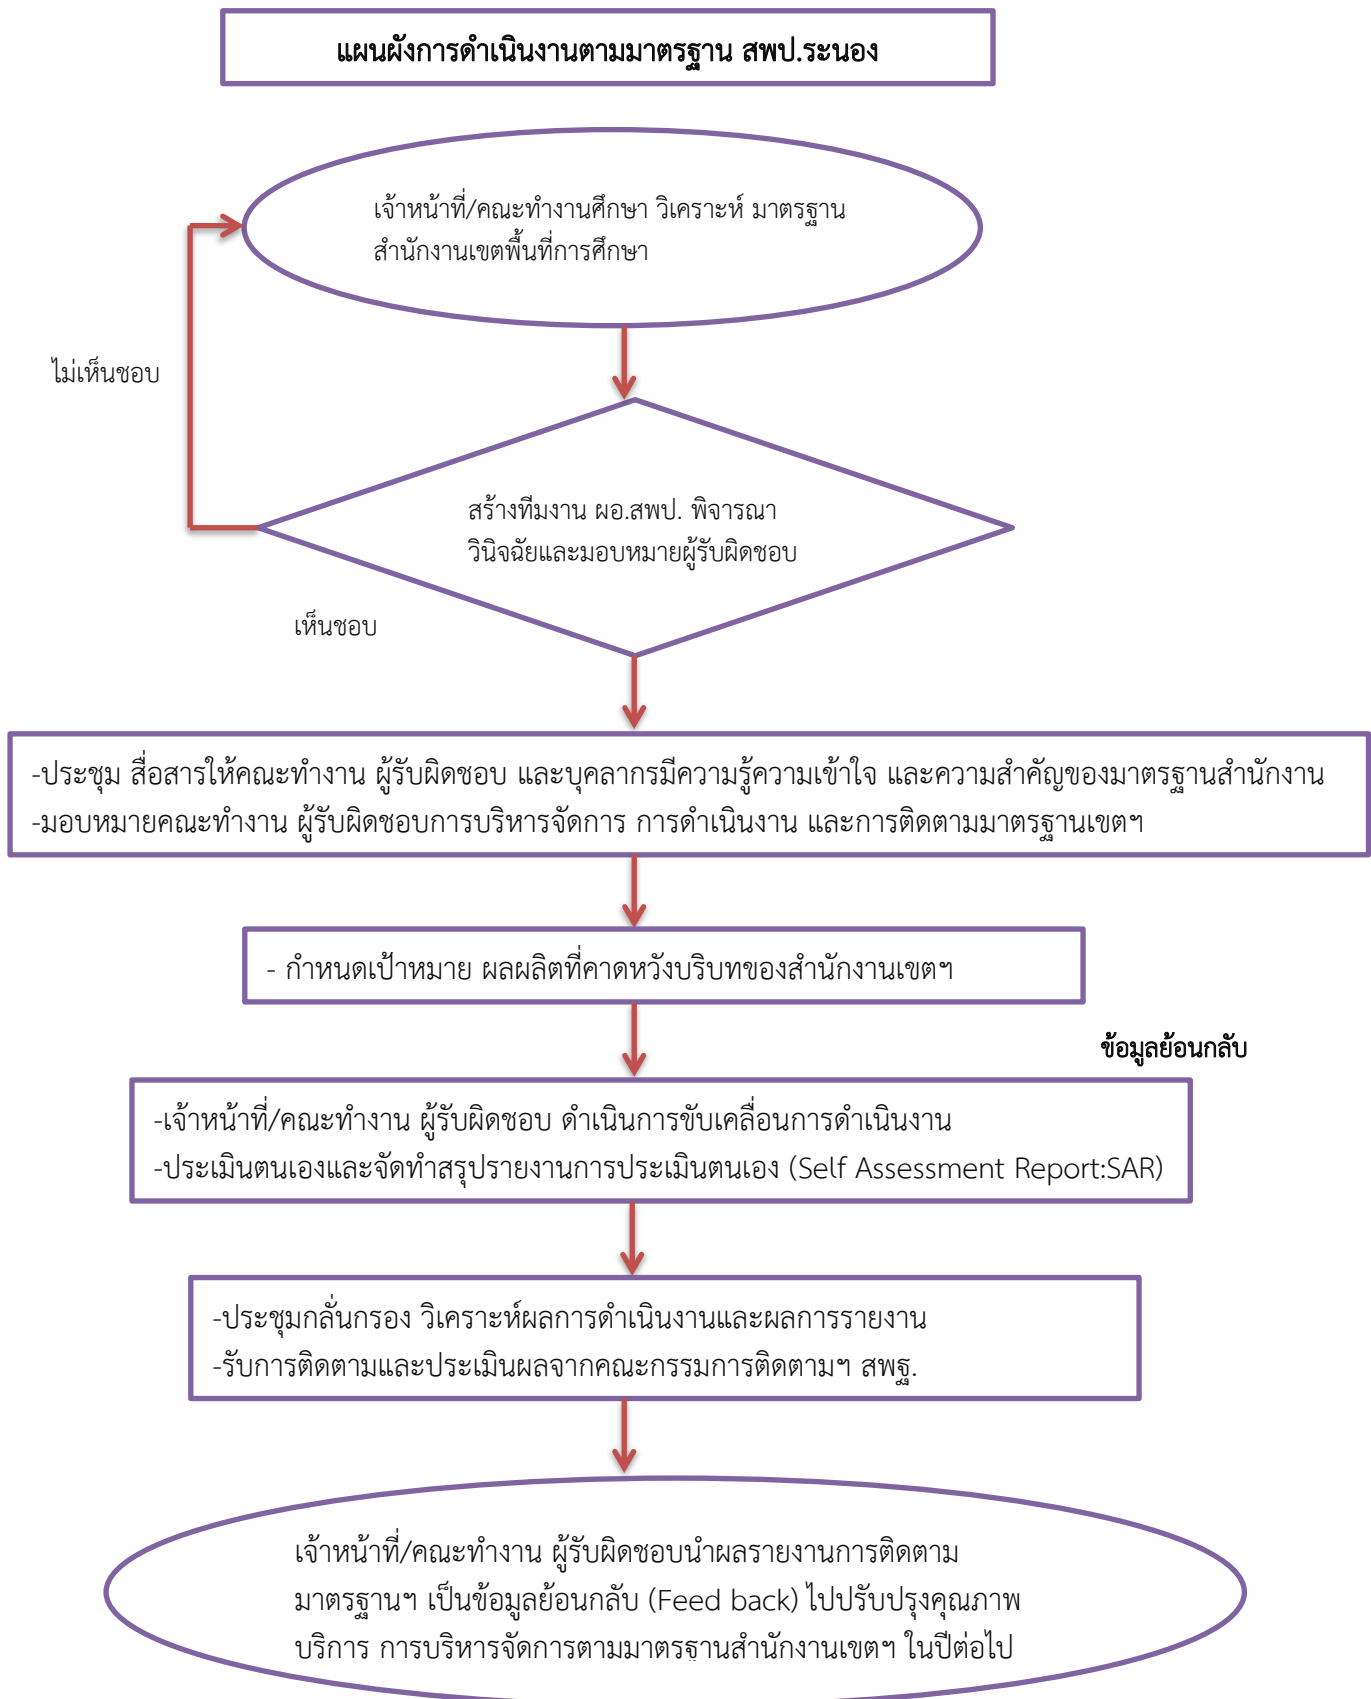 แผนผังการดำเนินงานตามมาตรฐาน สพป.ระนอง
เจ้าหน้าที่/คณะทำงานศึกษา วิเคราะห์ มาตรฐาน
สำนักงานเขตพื้นที่การศึกษา
ไม่เห็นชอบ
สร้างทีมงาน ผอ.สพป. พิจารณา
วินิจฉัยและมอบหมายผู้รับผิดชอบ
เห็นชอบ
-ประชุม สื่อสารให้คณะทำงาน ผู้รับผิดชอบ และบุคลากรมีความรู้ความเข้าใจ และความสำคัญของมาตรฐานสำนักงาน
-มอบหมายคณะทำงาน ผู้รับผิดชอบการบริหารจัดการ การดำเนินงาน และการติดตามมาตรฐานเขตฯ
- กำหนดเป้าหมาย ผลผลิตที่คาดหวังบริบทของสำนักงานเขตฯ
ข้อมูลย้อนกลับ
-เจ้าหน้าที่/คณะทำงาน ผู้รับผิดชอบ ดำเนินการขับเคลื่อนการดำเนินงาน
-ประเมินตนเองและจัดทำสรุปรายงานการประเมินตนเอง (Self Assessment Report:SAR)
-ประชุมกลั่นกรอง วิเคราะห์ผลการดำเนินงานและผลการรายงาน
-รับการติดตามและประเมินผลจากคณะกรรมการติดตามฯ สพฐ.
เจ้าหน้าที่/คณะทำงาน ผู้รับผิดชอบนำผลรายงานการติดตาม
มาตรฐานฯ เป็นข้อมูลย้อนกลับ (Feed back) ไปปรับปรุงคุณภาพ
บริการ การบริหารจัดการตามมาตรฐานสำนักงานเขตฯ ในปีต่อไป